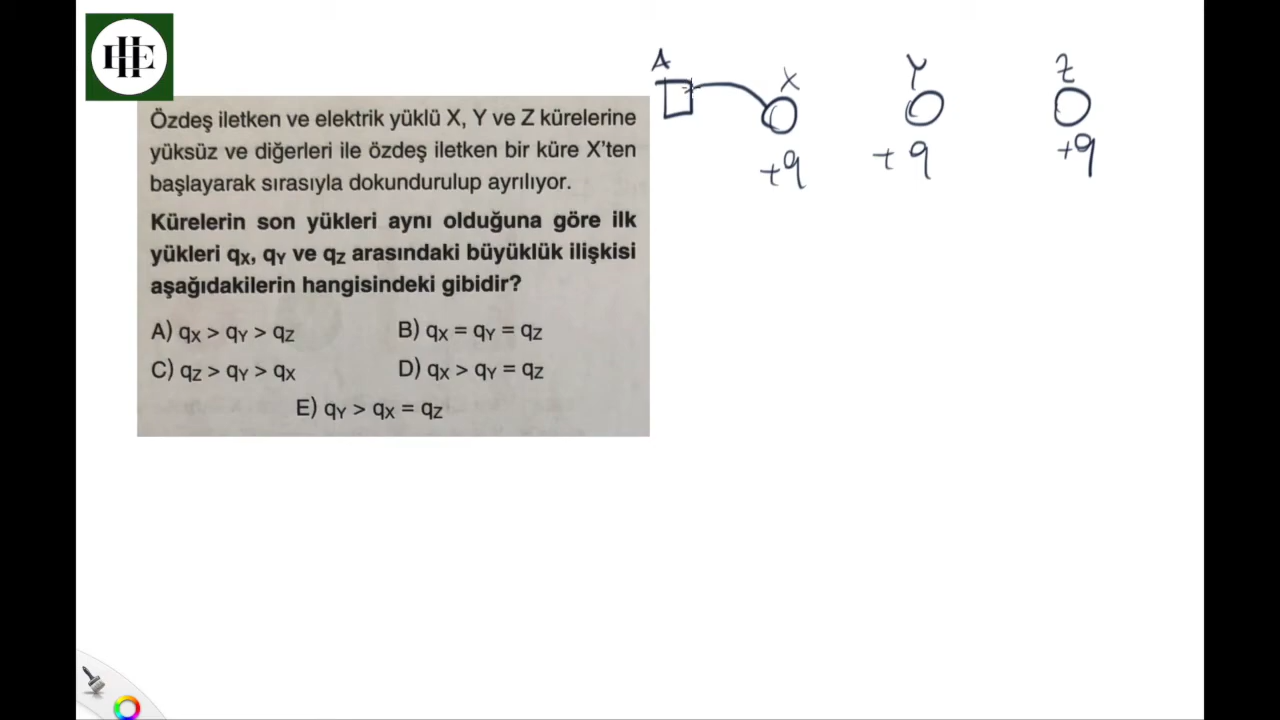 HE
A
X
Y
Z
+q
+q
+q
Özdeş iletken ve elektrik yüklü X, Y ve Z kürelerine
yüksüz ve diğerleri ile özdeş iletken bir küre X'ten
başlayarak sırasıyla dokundurulup ayrılıyor.
Kürelerin son yükleri aynı olduğuna göre ilk
yükleri qX, qY ve qZ arasındaki büyüklük ilişkisi
aşağıdakilerin hangisindeki gibidir?
A) qX > qY > qZ
B) qX = qY = qZ
C) qZ > qY > qX
D) qX > qY = qZ
E) qY > qX = qZ